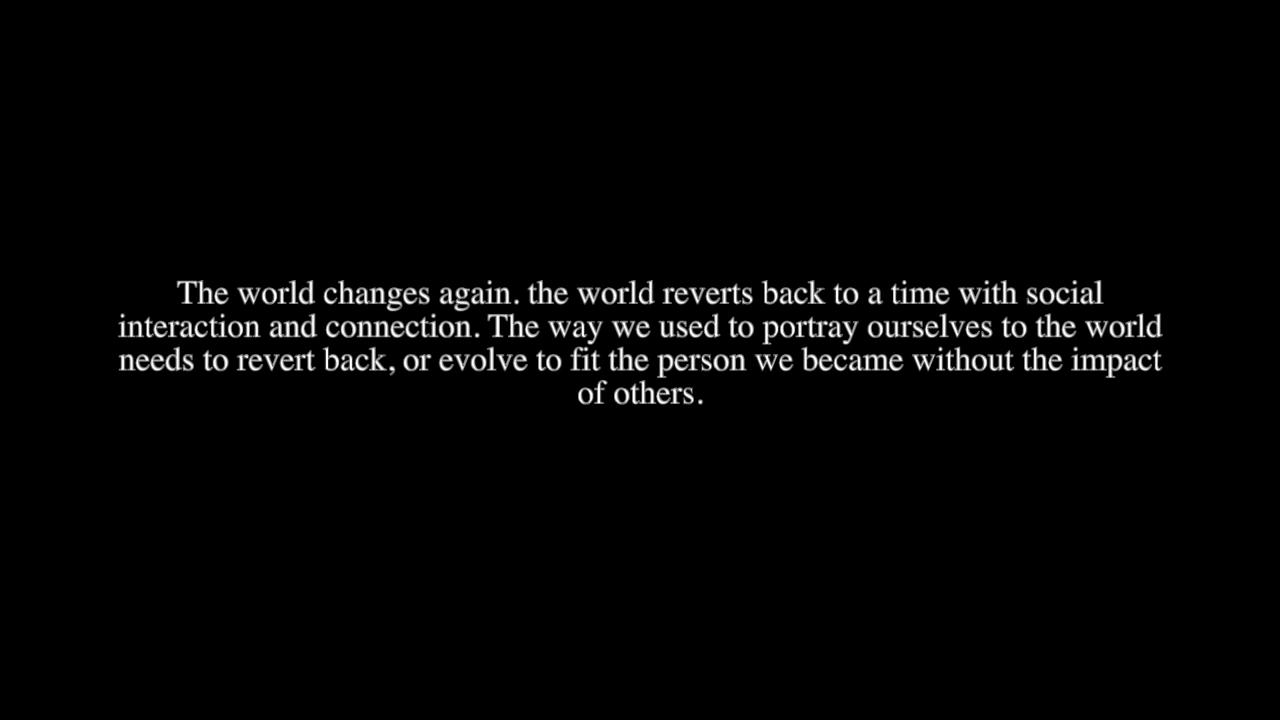 The world changes again. the world reverts back to a time with social
interaction and connection. The way we used to portray ourselves to the world
needs to revert back, or evolve to fit the person we became without the impact
of others.